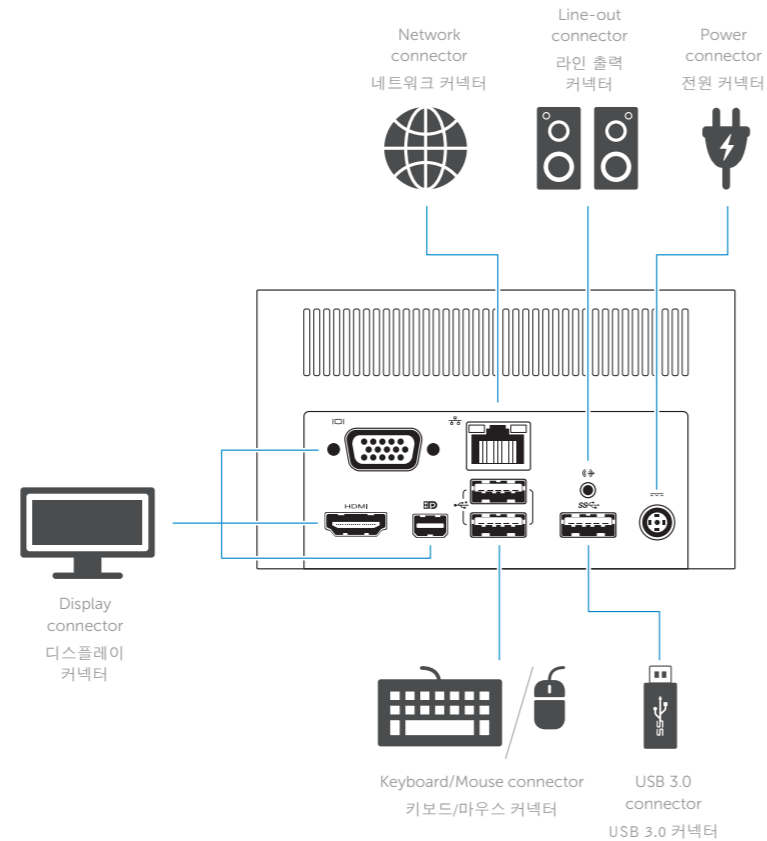 Network
connector
네트워크 커넥터
Line-out
connector
라인 출력
커넥터
Power
connector
전원 커넥터
HDMI
SS
Display
connector
디스플레이
커넥터
Keyboard/Mouse connector
키보드/마우스 커넥터
SS
USB 3.0
connector
USB 3.0 커넥터